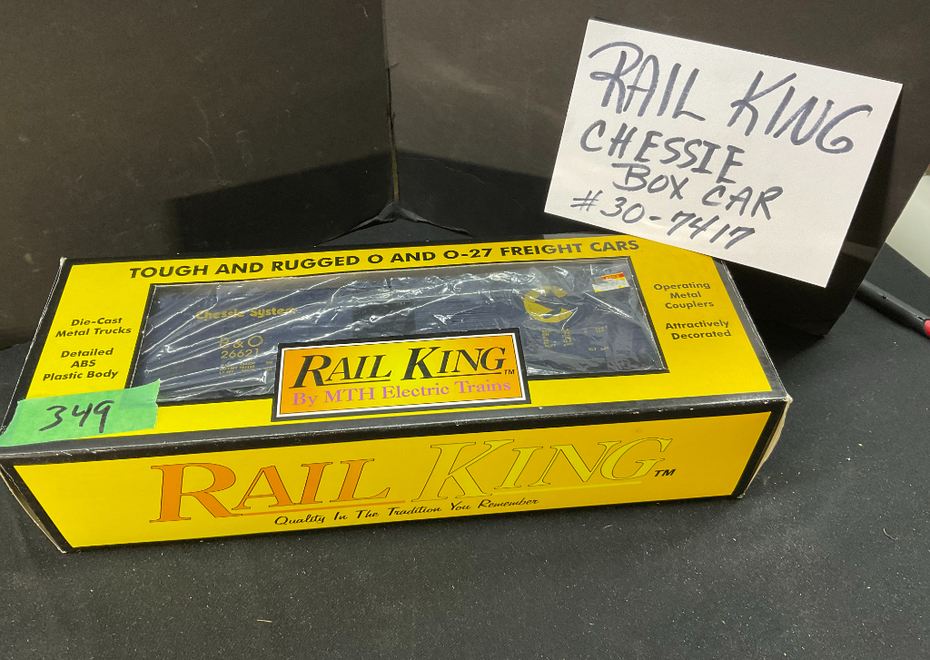 RAIL KING
CHESSIE
BOX CAR
#30-7417
TOUGH AND RUGGED O AND O-27 FREIGHT CARS
Die-Cast
Metal Trucks
Detailed
ABS
Plastic Body
Chessie System
B&O
26621
Operating
Metal
Couplers
Attractively
Decorated
RAIL KING TM
By MTH Electric Trains
349
RAIL KING TM
Quality In The Tradition You Remember